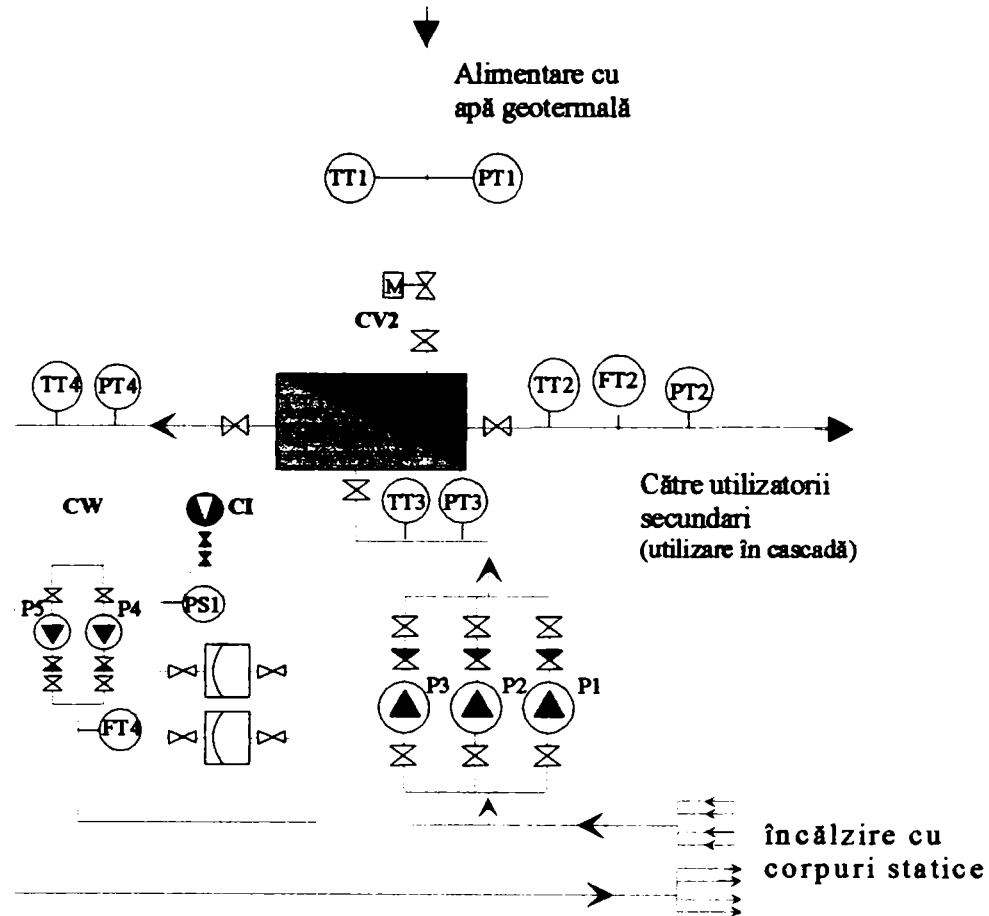 Alimentare cu
apă geotermală
TT1
PT1
M
CV2
TT4
PT4
TT2
FT2
PT2
TT3
PT3
Către utilizatorii
secundari
(utilizare în cascadă)
CW
CI
P5
P4
PS1
P3
P2
P1
FT4
încălzire cu
corpuri statice